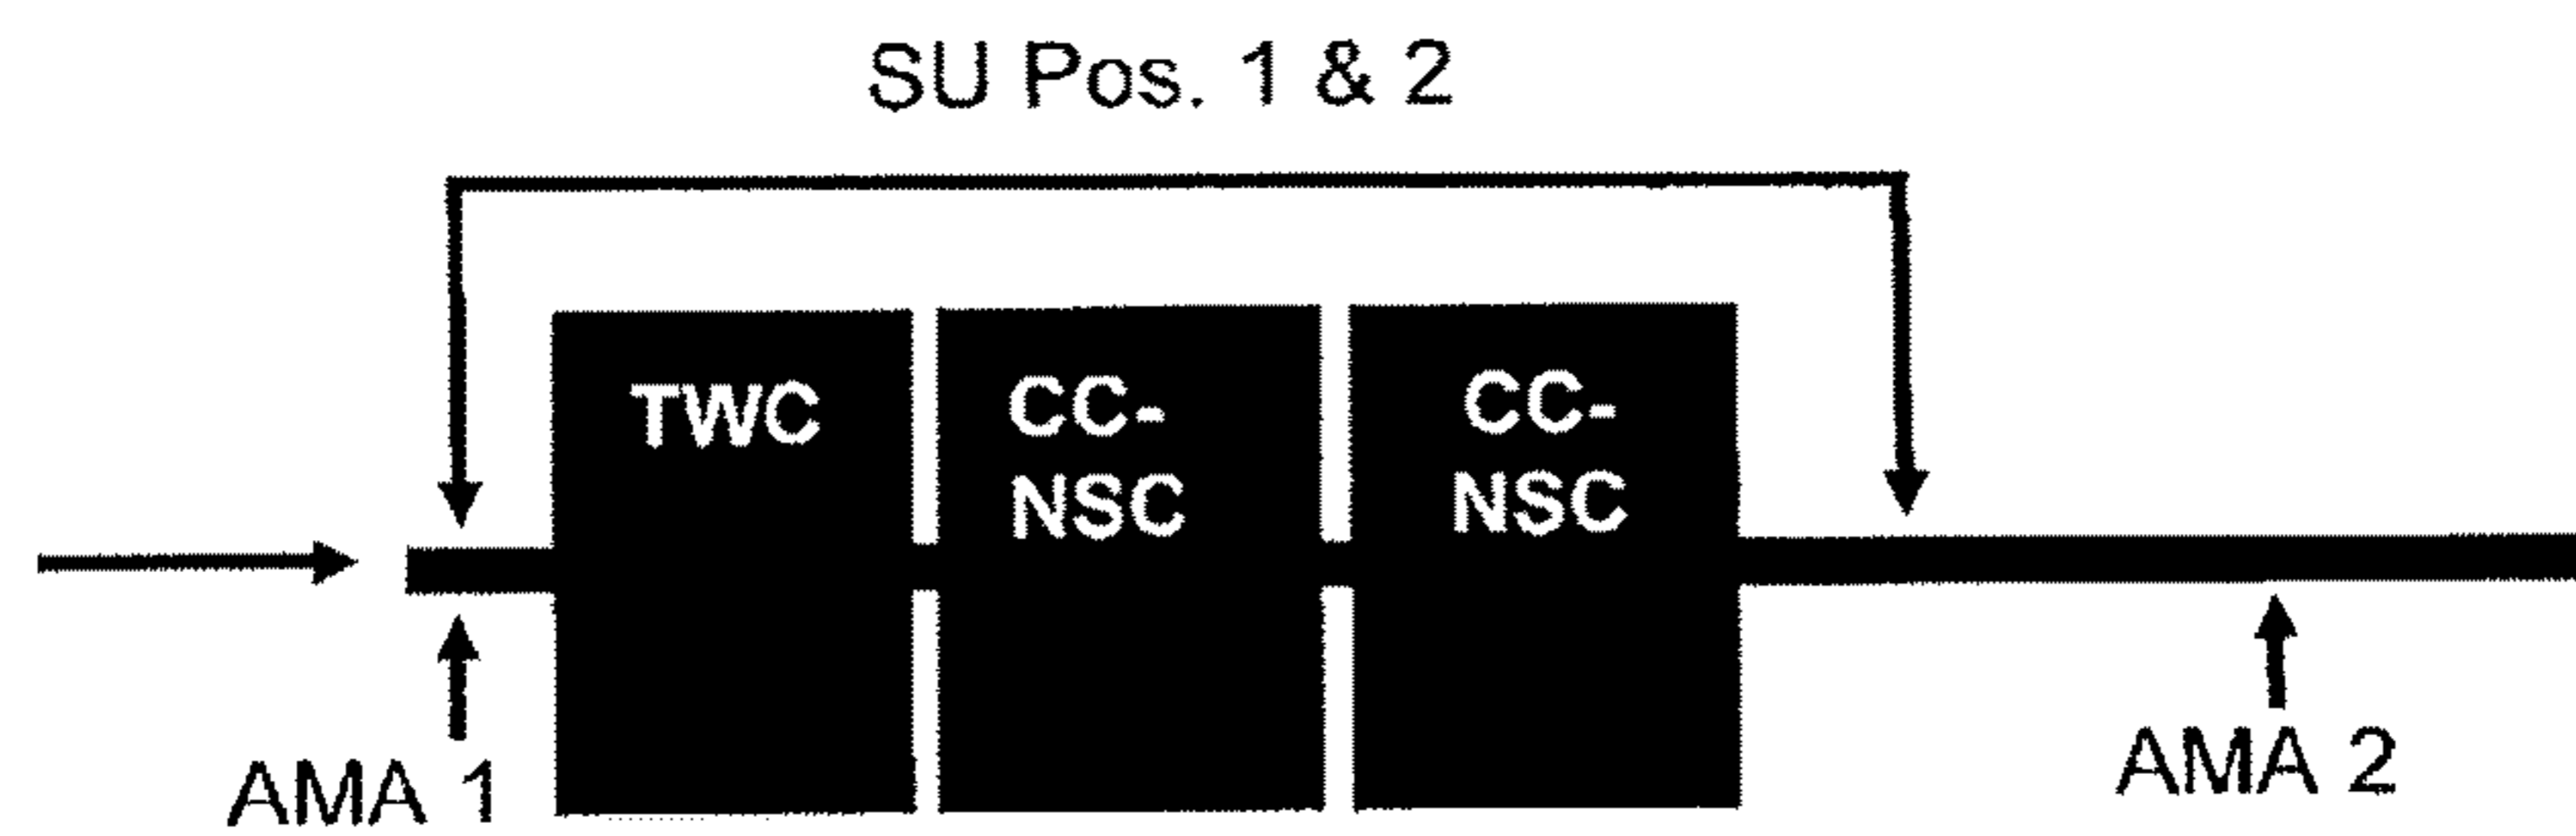 SU Pos. 1 & 2
TWC
CC-
NSC
CC-
NSC
AMA 1
AMA 2